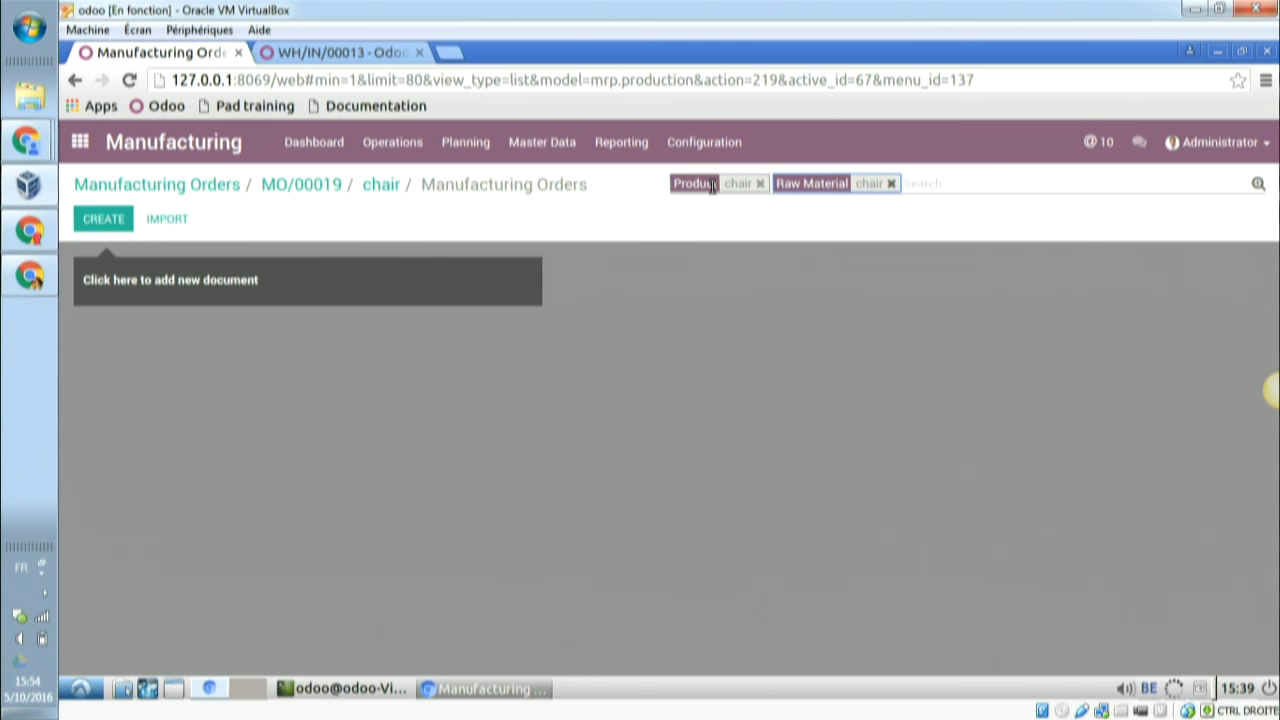 odoo [En fonction] - Oracle VM VirtualBox
Machine Écran Périphériques Aide
Manufacturing Orde × WH/IN/00013 - Odoo ×
127.0.0.1:8069/web#min=1&limit=80&view_type=list&model=mrp.production&action=219&active_id=67&menu_id=137
Apps Odoo Pad training Documentation
Manufacturing Dashboard Operations Planning Master Data Reporting Configuration @ 10 Administrator
Manufacturing Orders / MO/00019 / chair / Manufacturing Orders Product chair × Raw Material chair × Search
CREATE IMPORT
Click here to add new document
FR
15:54
5/10/2016
odoo@odoo-Vi... Manufacturing ... BE 15:39
CTRL DROITE